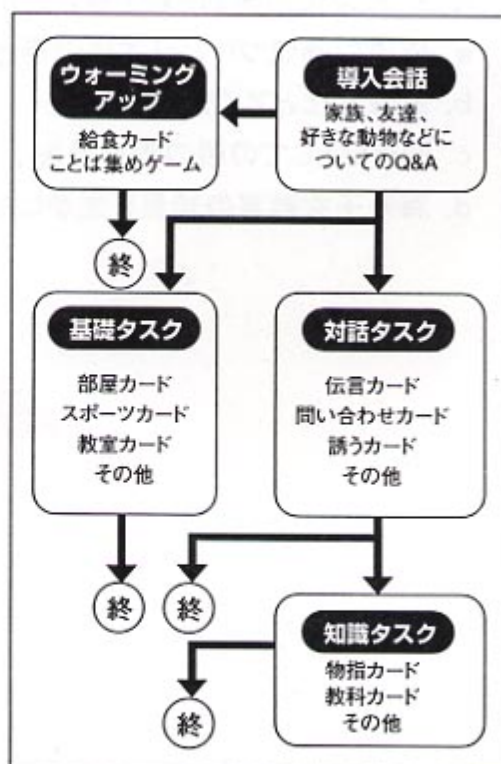 ウォーミング
アップ
給食カード
ことば集めゲーム
終
導入会話
家族、友達、
好きな動物などに
ついてのQ&A
基礎タスク
部屋カード
スポーツカード
教室カード
その他
終
対話タスク
伝言カード
問い合わせカード
誘うカード
その他
終
知識タスク
物指カード
教科カード
その他
終